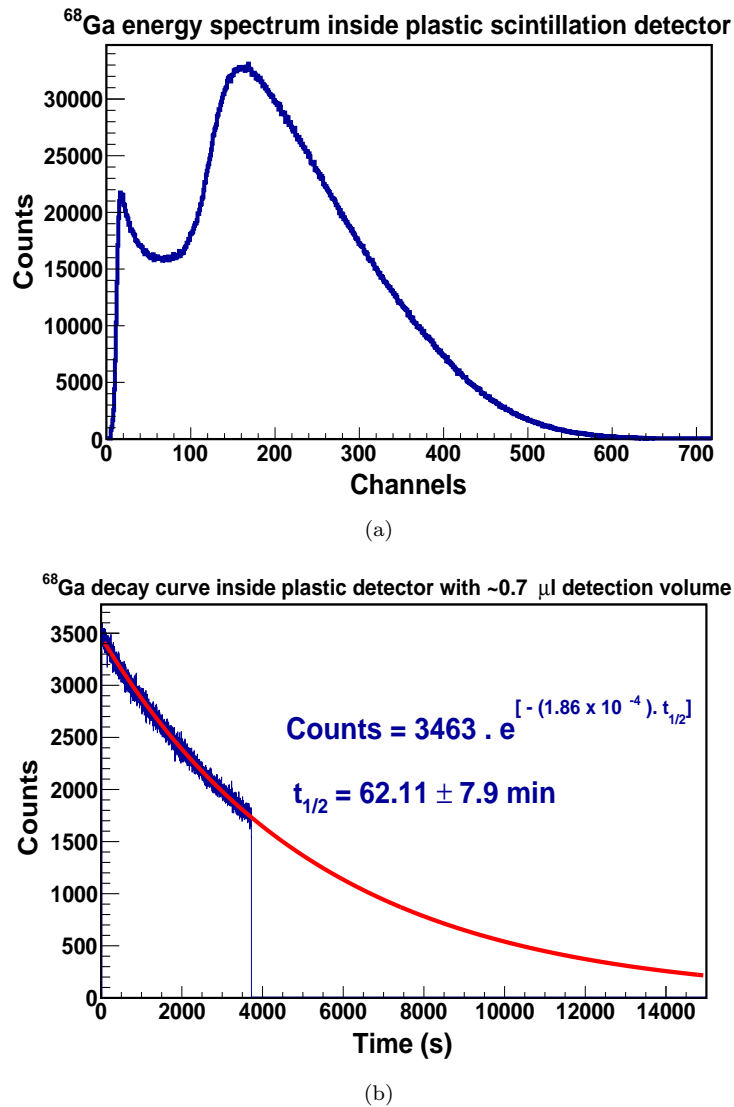 ⁶⁸Ga energy spectrum inside plastic scintillation detector
Counts
30000
25000
20000
15000
10000
5000
0
0 100 200 300 400 500 600 700
Channels
(a)
⁶⁸Ga decay curve inside plastic detector with ~0.7 μl detection volume
Counts
3500
3000
2500
2000
1500
1000
500
0
Counts = 3463 . e^[ - (1.86 x 10^-4 ). t_1/2]
t_1/2 = 62.11 ± 7.9 min
0 2000 4000 6000 8000 10000 12000 14000
Time (s)
(b)